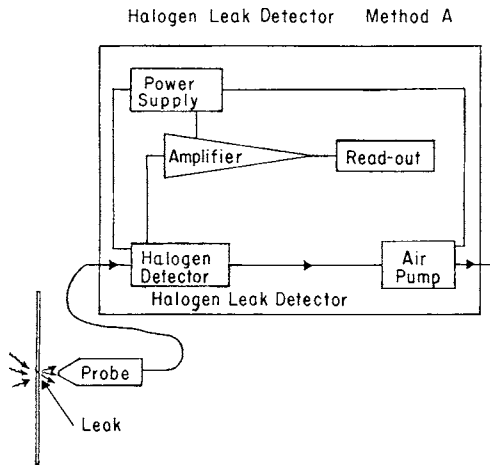 Halogen Leak Detector Method A
Power
Supply
Amplifier
Read-out
Halogen
Detector
Air
Pump
Halogen Leak Detector
Probe
Leak